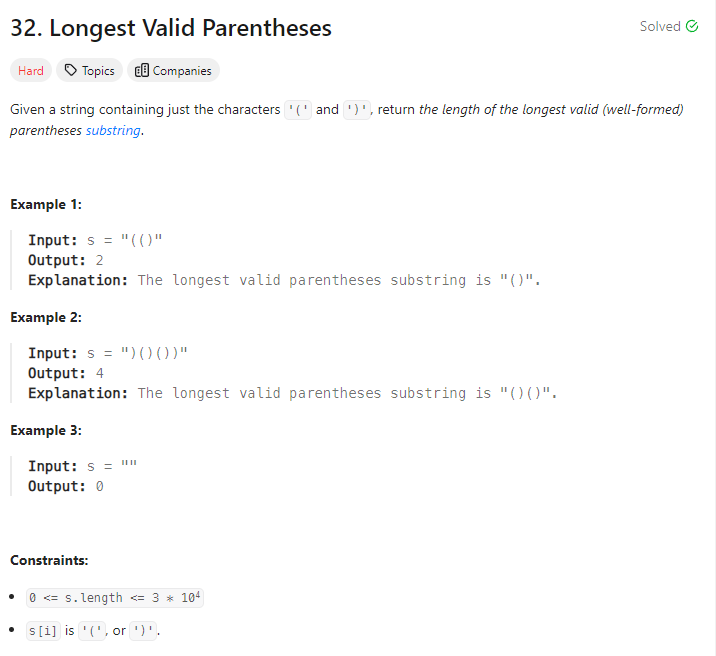 32. Longest Valid Parentheses
Solved
Hard Topics Companies
Given a string containing just the characters '(' and ')', return the length of the longest valid (well-formed)
parentheses substring.
Example 1:
Input: s = "(()"
Output: 2
Explanation: The longest valid parentheses substring is "()".
Example 2:
Input: s = ")()())"
Output: 4
Explanation: The longest valid parentheses substring is "()()".
Example 3:
Input: s = ""
Output: 0
Constraints:
• 0 <= s.length <= 3 * 10⁴
• s[i] is '(', or ')'.